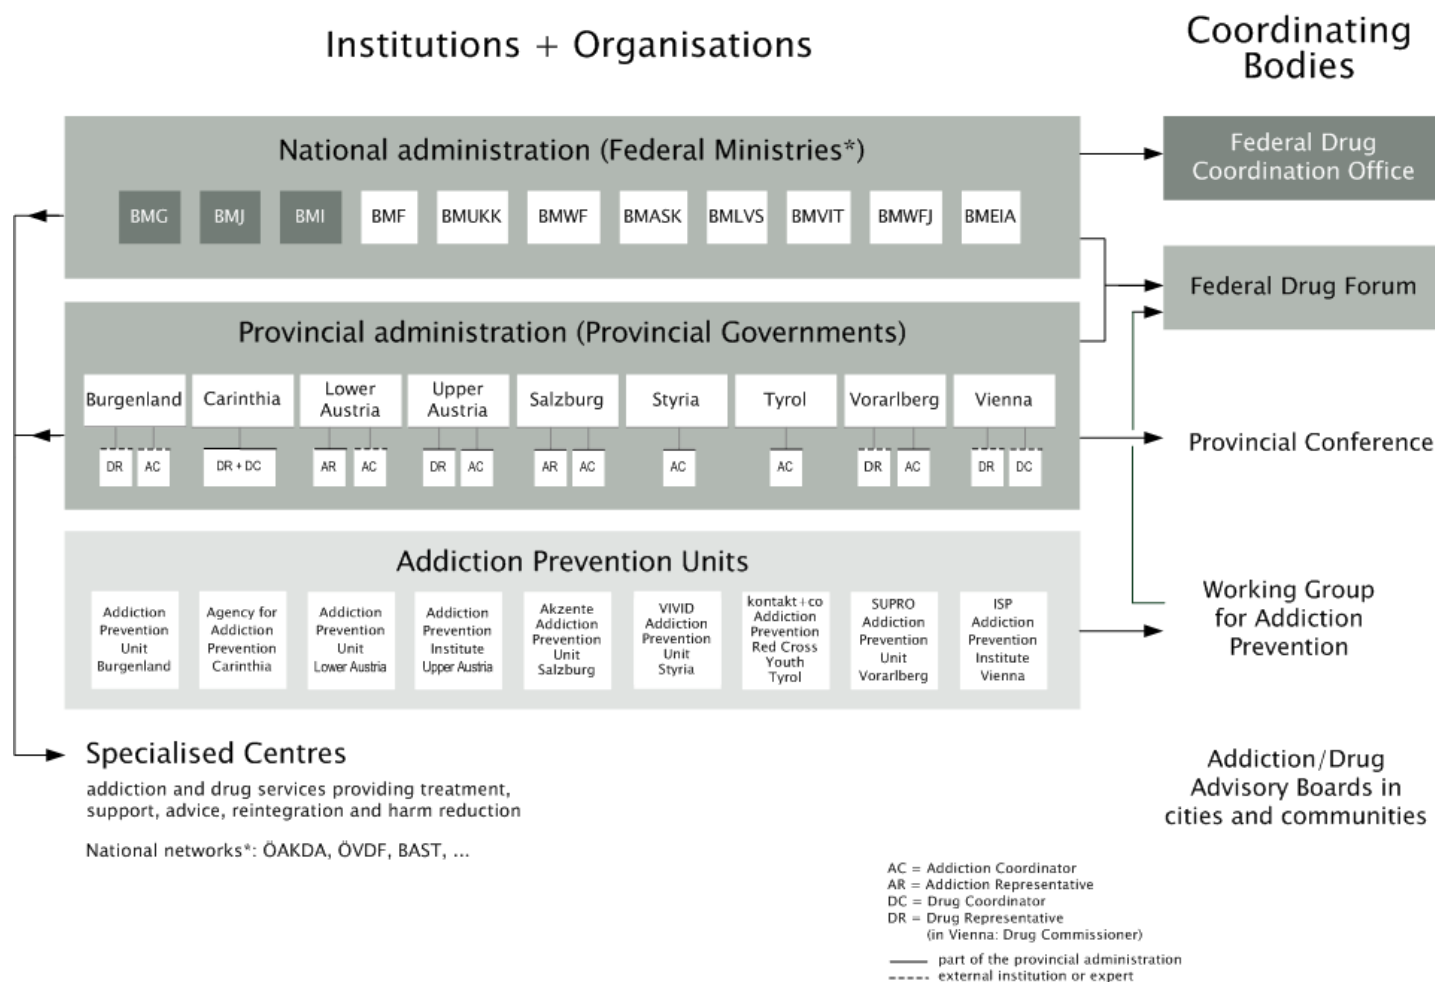 Institutions + Organisations
Coordinating
Bodies
National administration (Federal Ministries*)
BMG
BMJ
BMI
BMF
BMUKK
BMWF
BMASK
BMLVS
BMVIT
BMWFJ
BMEIA
Federal Drug
Coordination Office
Federal Drug Forum
Provincial administration (Provincial Governments)
Burgenland
Carinthia
Lower
Austria
Upper
Austria
Salzburg
Styria
Tyrol
Vorarlberg
Vienna
DR
AC
DR + DC
AR
AC
DR
AC
AR
AC
AC
AC
DR
AC
DR
DC
Provincial Conference
Addiction Prevention Units
Addiction
Prevention
Unit
Burgenland
Agency for
Addiction
Prevention
Carinthia
Addiction
Prevention
Unit
Lower Austria
Addiction
Prevention
Institute
Upper Austria
Akzente
Addiction
Prevention
Unit
Salzburg
VIVID
Addiction
Prevention
Unit
Styria
kontakt+co
Addiction
Prevention
Red Cross
Youth
Tyrol
SUPRO
Addiction
Prevention
Unit
Vorarlberg
ISP
Addiction
Prevention
Institute
Vienna
Working Group
for Addiction
Prevention
Specialised Centres
addiction and drug services providing treatment,
support, advice, reintegration and harm reduction
National networks*: ÖAKDA, ÖVDF, BAST, ...
Addiction/Drug
Advisory Boards in
cities and communities
AC = Addiction Coordinator
AR = Addiction Representative
DC = Drug Coordinator
DR = Drug Representative
(in Vienna: Drug Commissioner)
part of the provincial administration
external institution or expert